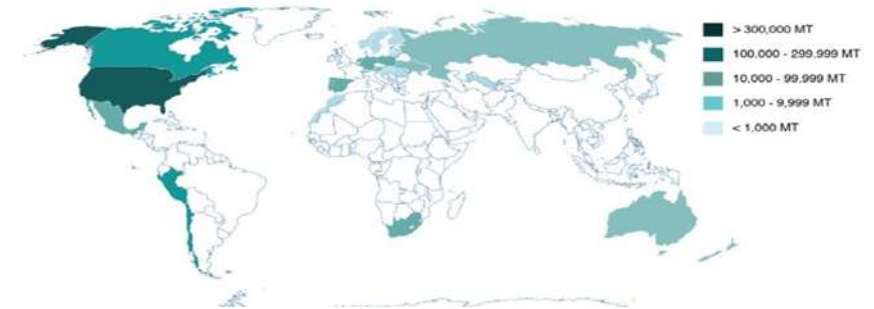 > 300,000 MT
100,000 - 299.999 MT
10,000 - 99.999 MT
1,000 - 9,999 MT
< 1,000 MT